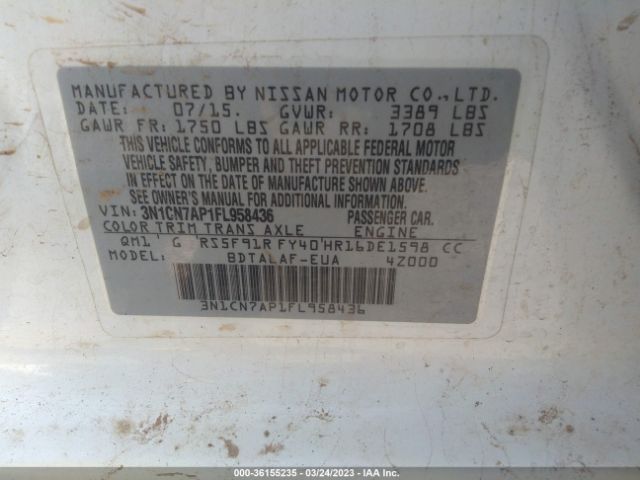 MANUFACTURED BY NISSAN MOTOR CO.,LTD.
DATE: 07/15. GVWR: 3389 LBS
GAWR FR: 1750 LBS GAWR RR: 1708 LBS
THIS VEHICLE CONFORMS TO ALL APPLICABLE FEDERAL MOTOR
VEHICLE SAFETY, BUMPER AND THEFT PREVENTION STANDARDS
IN EFFECT ON THE DATE OF MANUFACTURE SHOWN ABOVE.
SEE OWNER'S MANUAL FOR ADDITIONAL INFORMATION.
VIN: 3N1CN7AP1FL958436 PASSENGER CAR.
COLOR TRIM TRANS AXLE ENGINE
QM1 G RS5F91R FY40 HR16DE1598 CC
MODEL: BDTALAF-EUA 4Z000
3N1CN7AP1FL958436
000-36155235 - 03/24/2023 - IAA Inc.